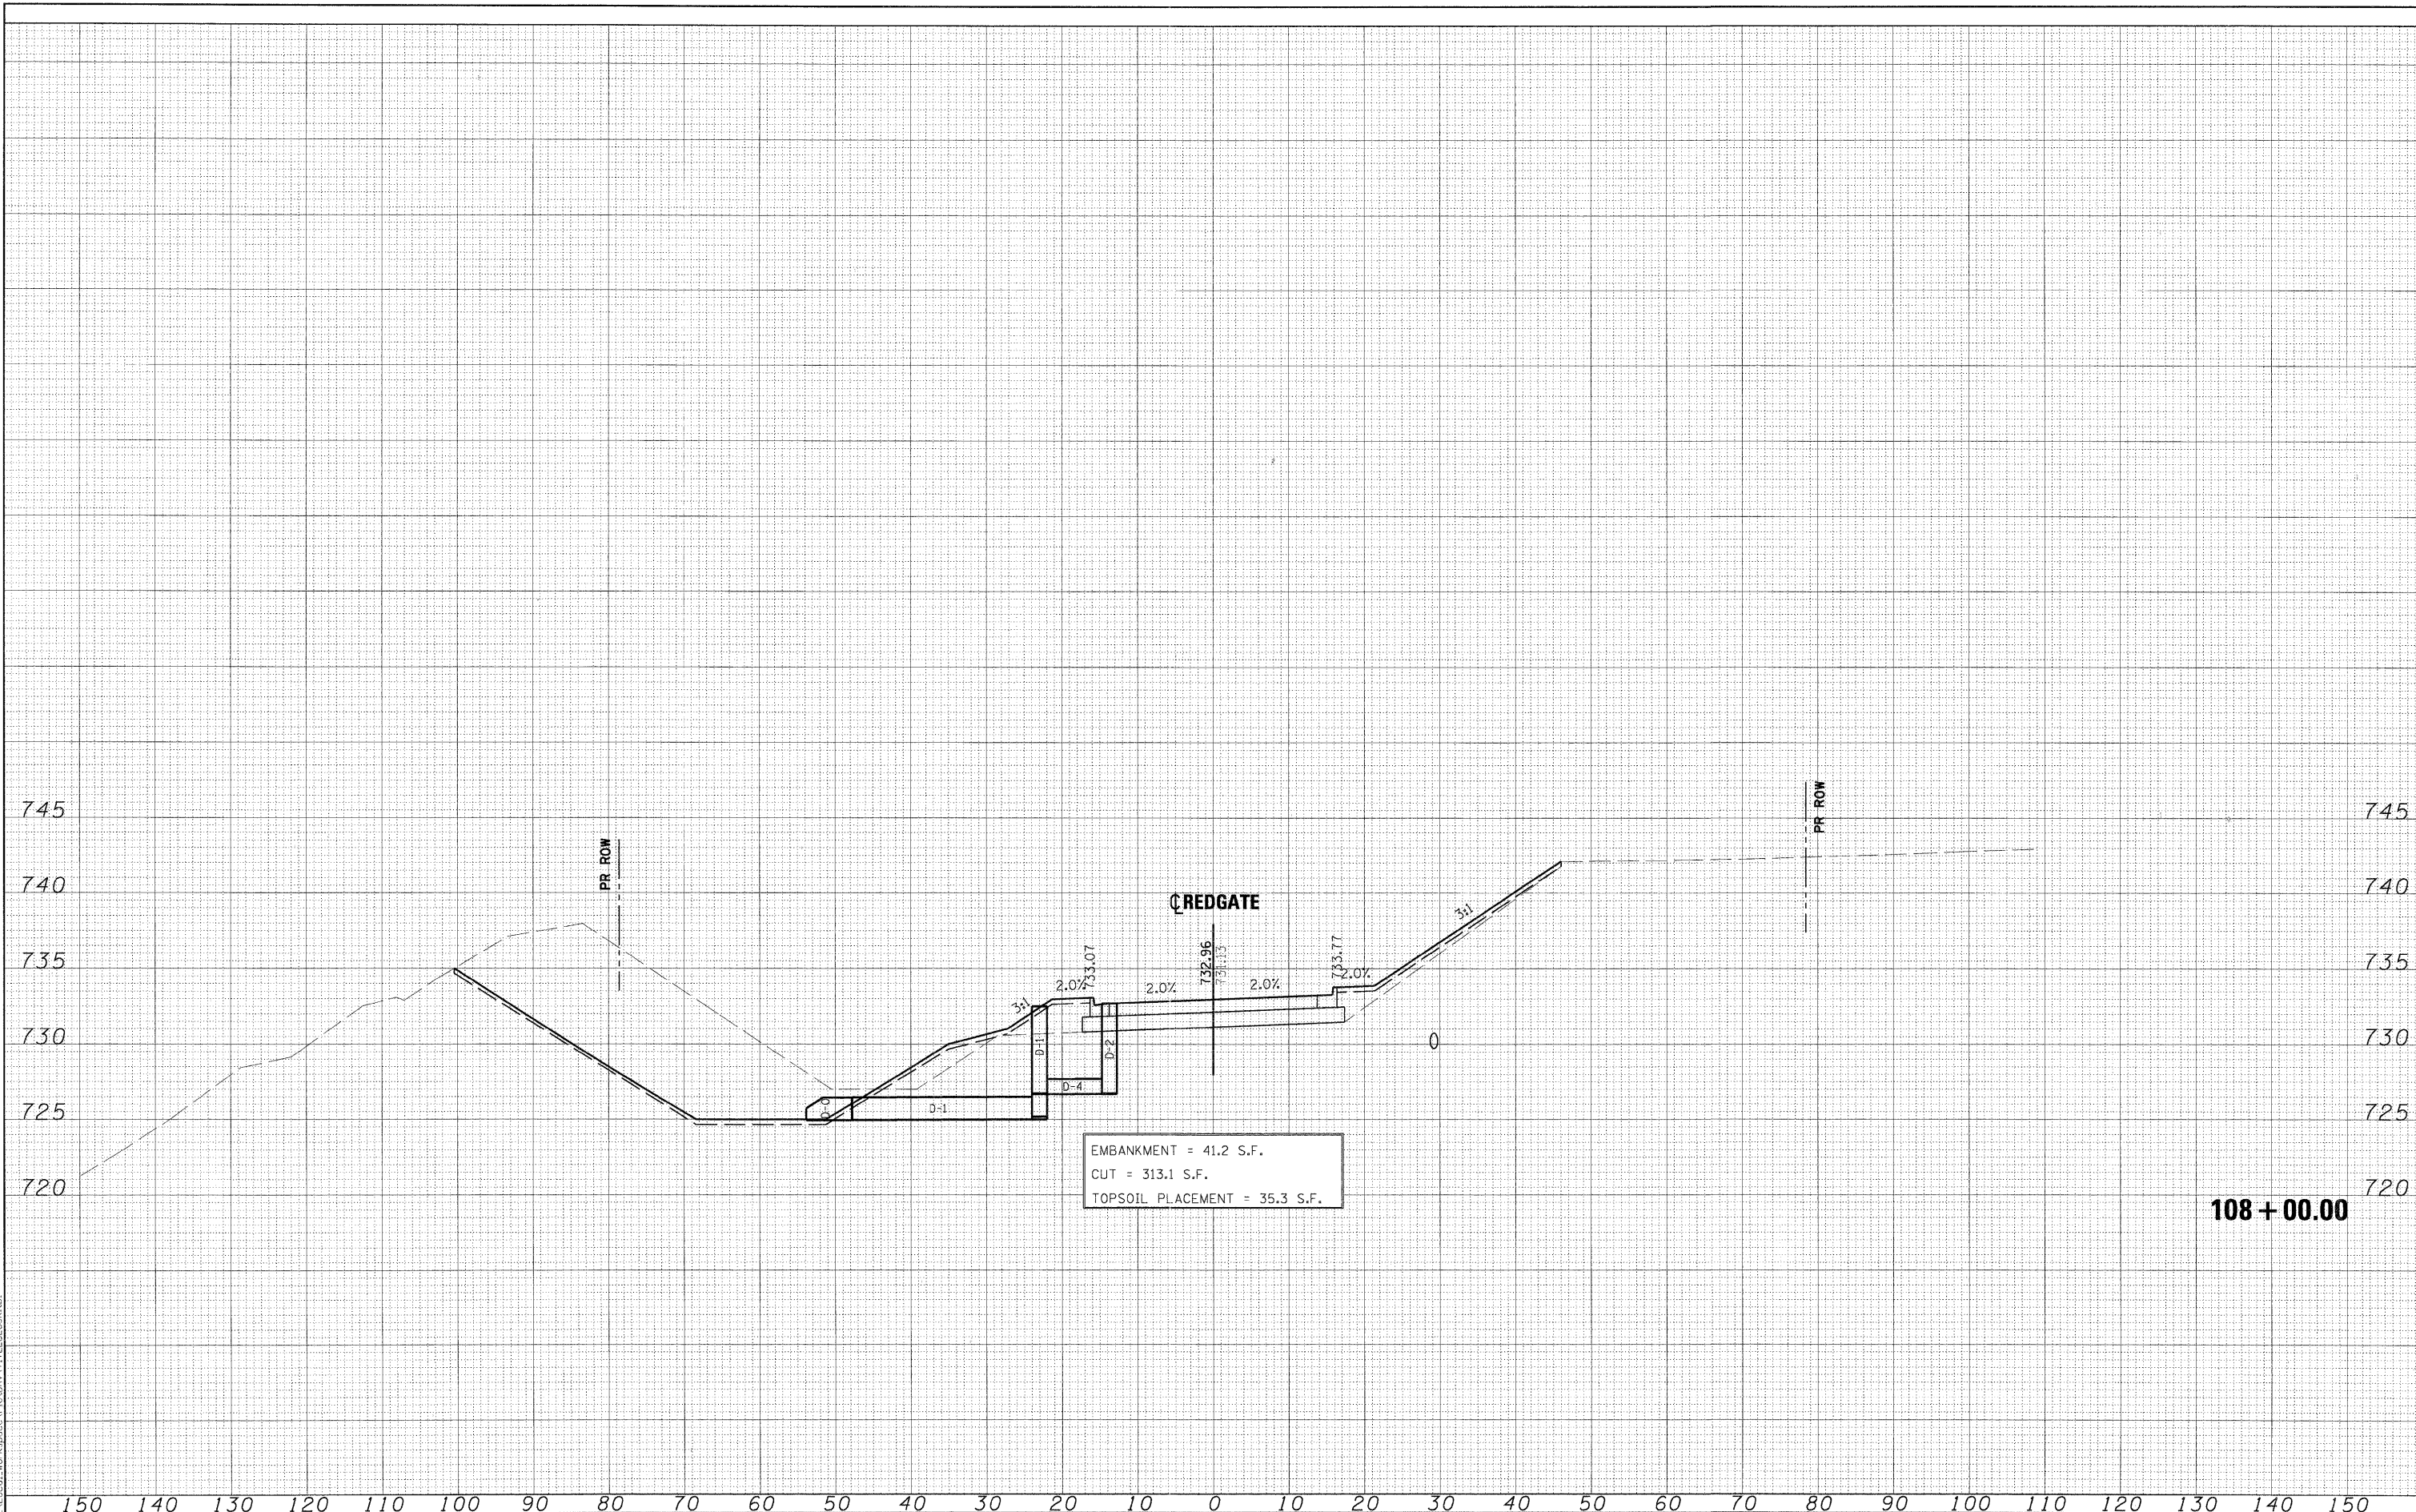 745 745
PR ROW
PR ROW
740 740
℄ REDGATE
3:1
735 735
733.07
732.96
731.13
733.77
2.0%
2.0%
2.0%
2.0%
3:1
730 730
D-1
D-2
0
D-4
725 725
D-0
D-1
EMBANKMENT = 41.2 S.F.
CUT = 313.1 S.F.
TOPSOIL PLACEMENT = 35.3 S.F.
720 720
108 + 00.00
150 140 130 120 110 100 90 80 70 60 50 40 30 20 10 0 10 20 30 40 50 60 70 80 90 100 110 120 130 140 150